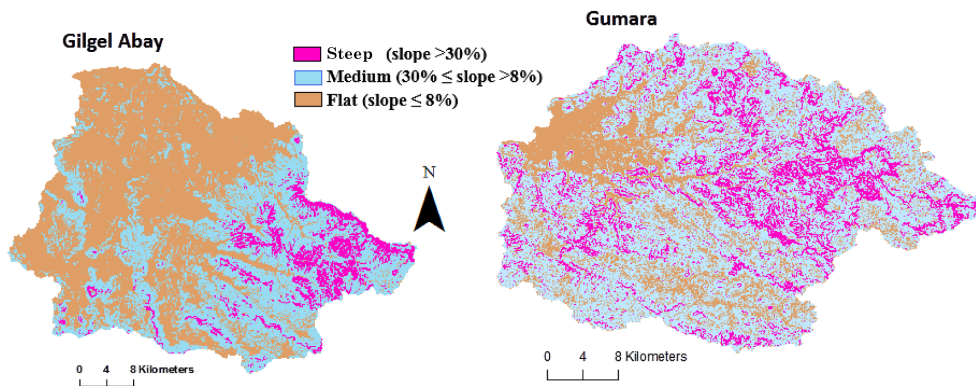 Gilgel Abay
Gumara
Steep (slope >30%)
Medium (30% ≤ slope >8%)
Flat (slope ≤ 8%)
N
0 4 8 Kilometers
0 4 8 Kilometers